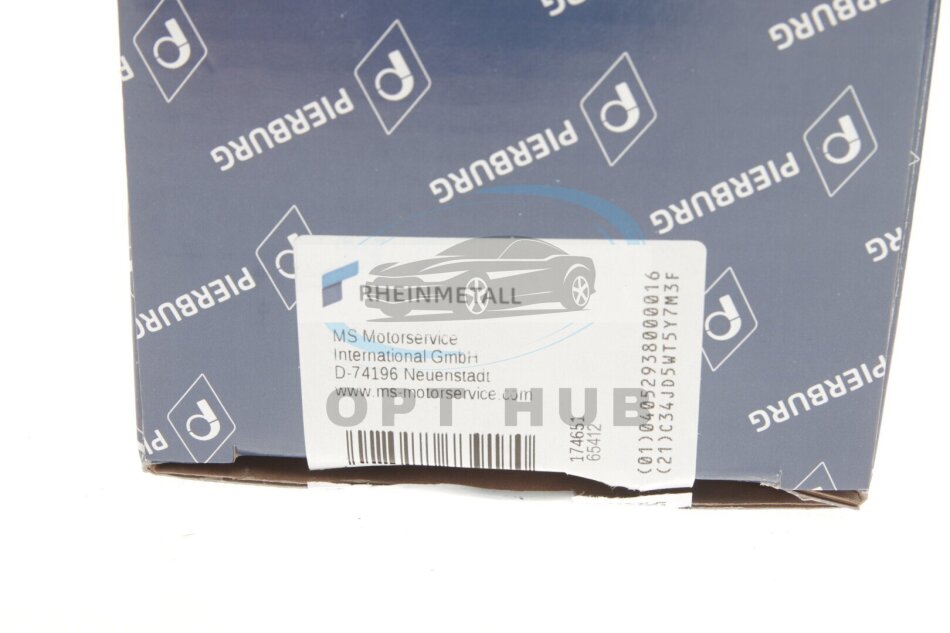 PIERBURG
PIERBURG
PIERBURG
PIERBURG
PIERBURG
RHEINMETALL
MS Motorservice
International GmbH
D-74196 Neuenstadt
www.ms-motorservice.com
OPT HUB
174651
65412
(01)04052938000016
(21)C34JD5WT5Y7M3F